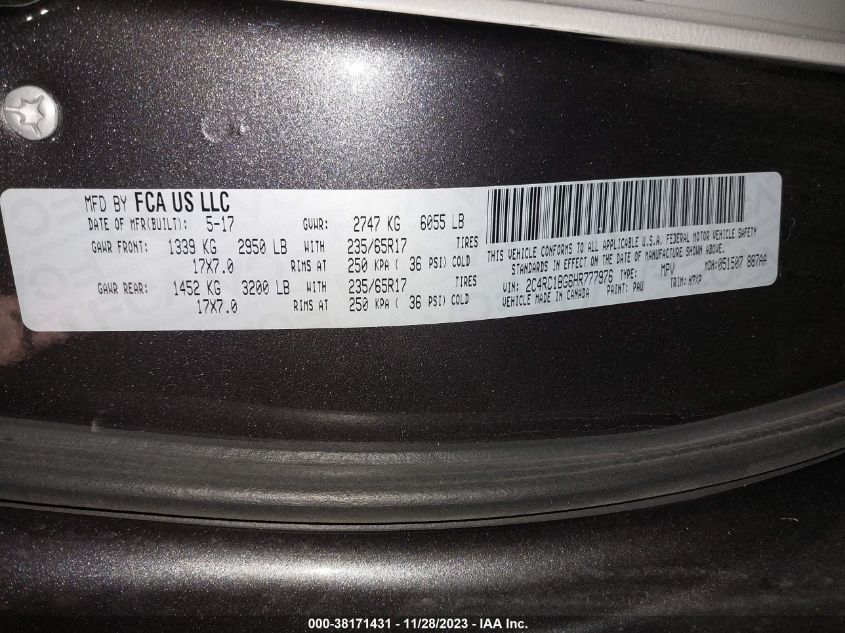 MFD BY FCA US LLC
DATE OF MFR(BUILT): 5-17 GVWR: 2747 KG 6055 LB
GAWR FRONT: 1339 KG 2950 LB WITH 235/65R17 TIRES
17X7.0 RIMS AT 250 KPA ( 36 PSI) COLD
GAWR REAR: 1452 KG 3200 LB WITH 235/65R17 TIRES
17X7.0 RIMS AT 250 KPA ( 36 PSI) COLD
THIS VEHICLE CONFORMS TO ALL APPLICABLE U.S.A. FEDERAL MOTOR VEHICLE SAFETY
STANDARDS IN EFFECT ON THE DATE OF MANUFACTURE SHOWN ABOVE.
VIN: 2C4RC1BG6HR777976 TYPE: MPV MDH: 051507 887AA
VEHICLE MADE IN CANADA PAINT: PAU TRIM:
000-38171431 - 11/28/2023 - IAA Inc.